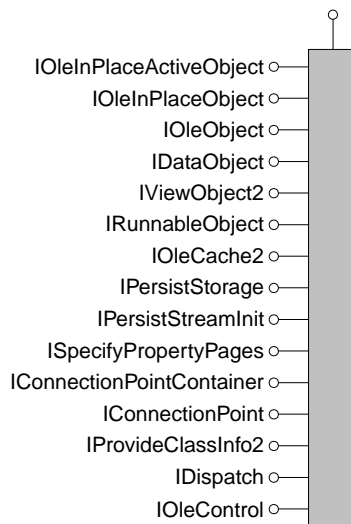 IOleInPlaceActiveObject
IOleInPlaceObject
IOleObject
IDataObject
IViewObject2
IRunnableObject
IOleCache2
IPersistStorage
IPersistStreamInit
ISpecifyPropertyPages
IConnectionPointContainer
IConnectionPoint
IProvideClassInfo2
IDispatch
IOleControl